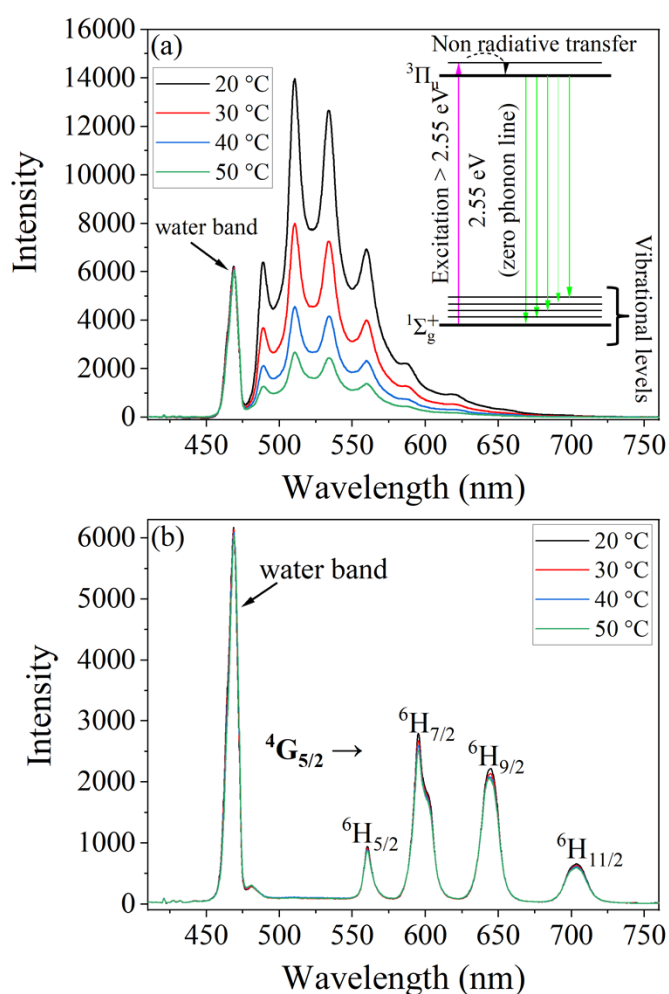 (a)
20 °C
30 °C
40 °C
50 °C
water band
Non radiative transfer
³Πᵤ
Excitation > 2.55 eV
2.55 eV
(zero phonon line)
¹Σg⁺
Vibrational levels
Intensity
16000
14000
12000
10000
8000
6000
4000
2000
0
450 500 550 600 650 700 750
Wavelength (nm)
(b)
20 °C
30 °C
40 °C
50 °C
water band
⁴G5/2 →
⁶H5/2
⁶H7/2
⁶H9/2
⁶H11/2
Intensity
6000
5000
4000
3000
2000
1000
0
450 500 550 600 650 700 750
Wavelength (nm)